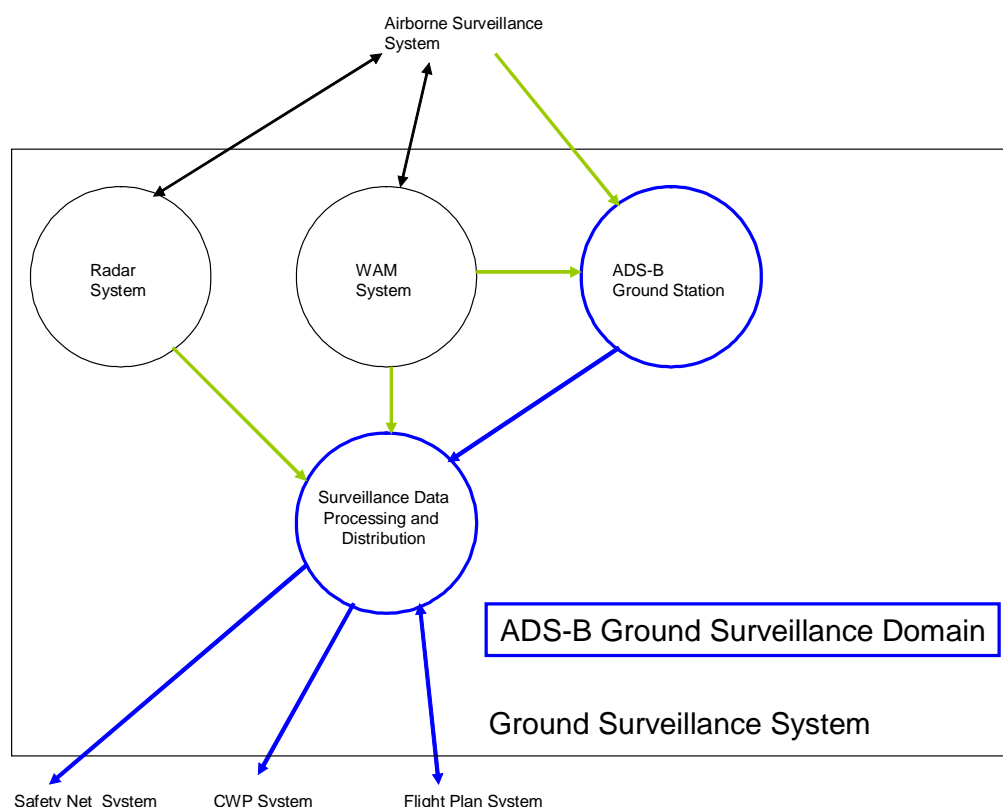 Airborne Surveillance
System
Radar
System
WAM
System
ADS-B
Ground Station
Surveillance Data
Processing and
Distribution
ADS-B Ground Surveillance Domain
Ground Surveillance System
Safety Net System
CWP System
Flight Plan System